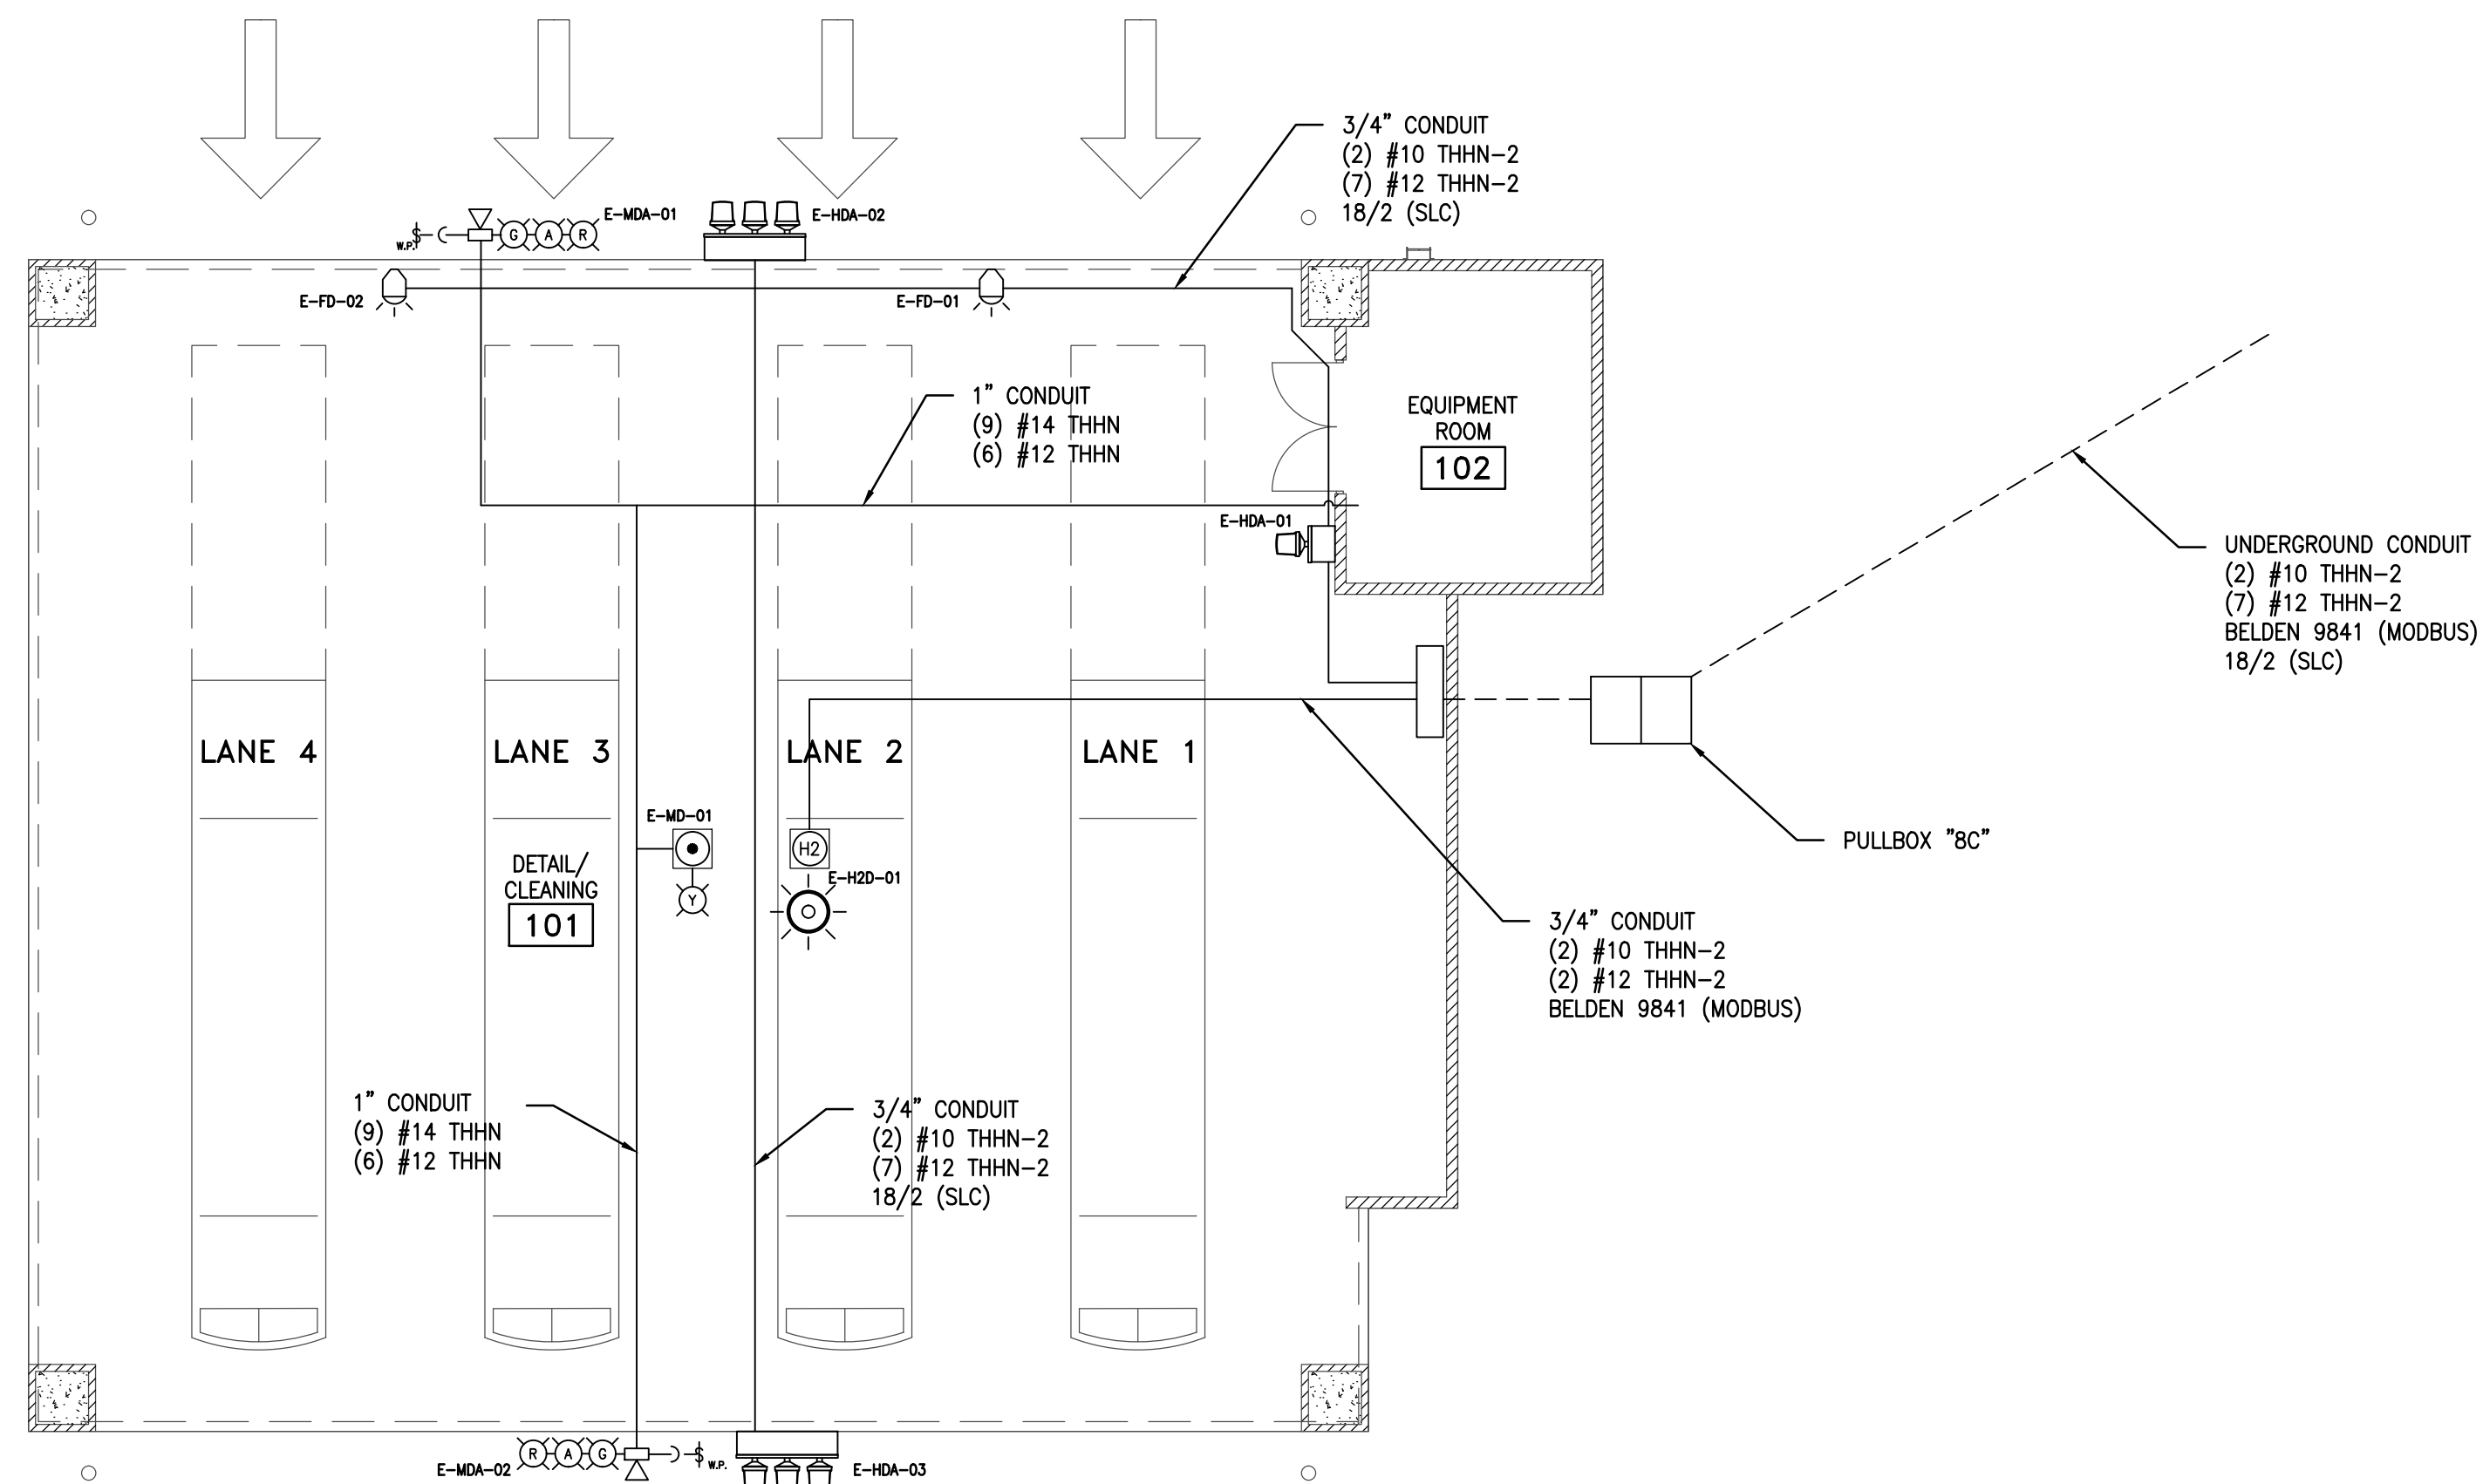 3/4" CONDUIT
(2) #10 THHN-2
(7) #12 THHN-2
18/2 (SLC)
E-MDA-01
E-HDA-02
$
W.P.
G
A
R
E-FD-02
E-FD-01
1" CONDUIT
(9) #14 THHN
(6) #12 THHN
EQUIPMENT
ROOM
102
E-HDA-01
UNDERGROUND CONDUIT
(2) #10 THHN-2
(7) #12 THHN-2
BELDEN 9841 (MODBUS)
18/2 (SLC)
LANE 4
LANE 3
LANE 2
LANE 1
E-MD-01
Y
H2
E-H2D-01
PULLBOX "8C"
DETAIL/
CLEANING
101
3/4" CONDUIT
(2) #10 THHN-2
(2) #12 THHN-2
BELDEN 9841 (MODBUS)
1" CONDUIT
(9) #14 THHN
(6) #12 THHN
3/4" CONDUIT
(2) #10 THHN-2
(7) #12 THHN-2
18/2 (SLC)
E-MDA-02
R
A
G
$
W.P.
E-HDA-03